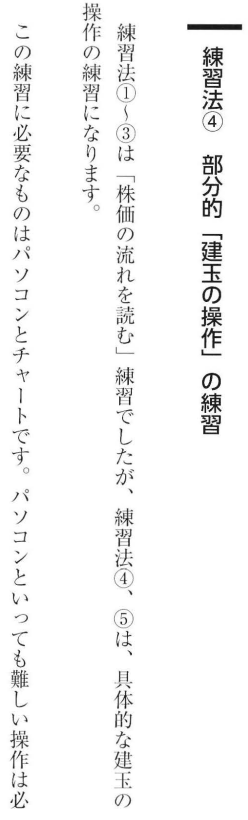 練習法④　部分的「建玉の操作」の練習
練習法①〜③は「株価の流れを読む」練習でしたが、練習法④、⑤は、具体的な建玉の
操作の練習になります。
この練習に必要なものはパソコンとチャートです。パソコンといっても難しい操作は必